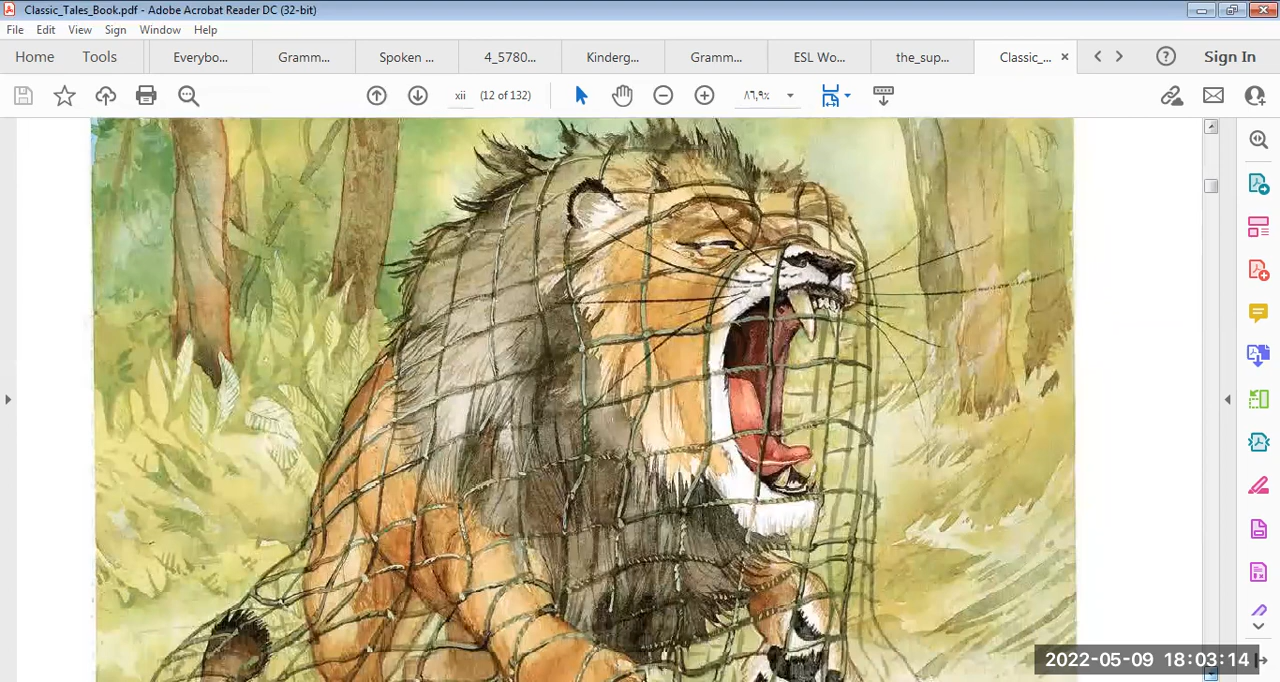 Classic_Tales_Book.pdf - Adobe Acrobat Reader DC (32-bit)
File Edit View Sign Window Help
Home Tools Everybo... Gramm... Spoken ... 4_5780... Kinderg... Gramm... ESL Wo... the_sup... Classic_... × ? Sign In
xii (12 of 132) ٨٦,٩%
2022-05-09 18:03:14